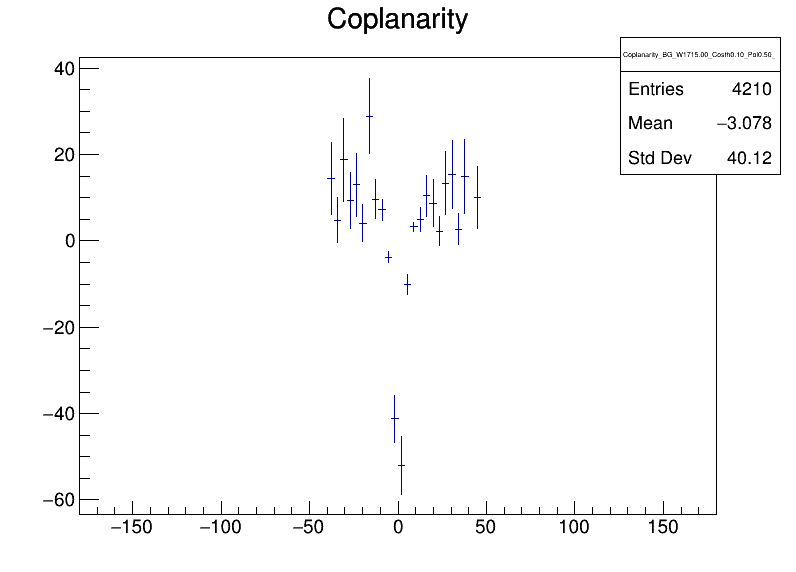 Coplanarity
Coplanarity_BG_W1715.00_Costh0.10_Pol0.50_
Entries 4210
Mean −3.078
Std Dev 40.12
40
20
0
−20
−40
−60
−150 −100 −50 0 50 100 150